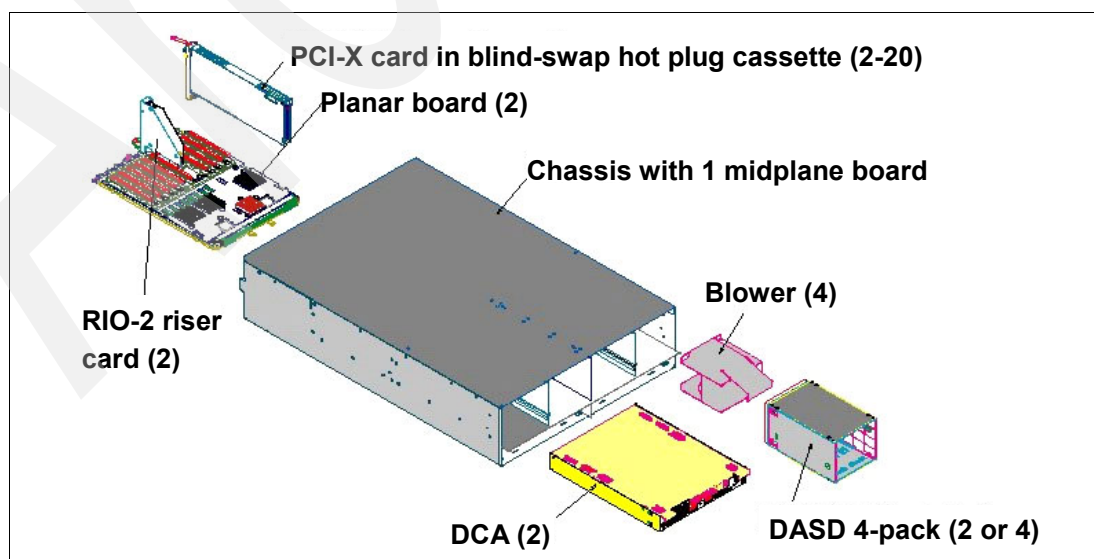 PCI-X card in blind-swap hot plug cassette (2-20)
Planar board (2)
Chassis with 1 midplane board
Blower (4)
RIO-2 riser
card (2)
DCA (2)
DASD 4-pack (2 or 4)